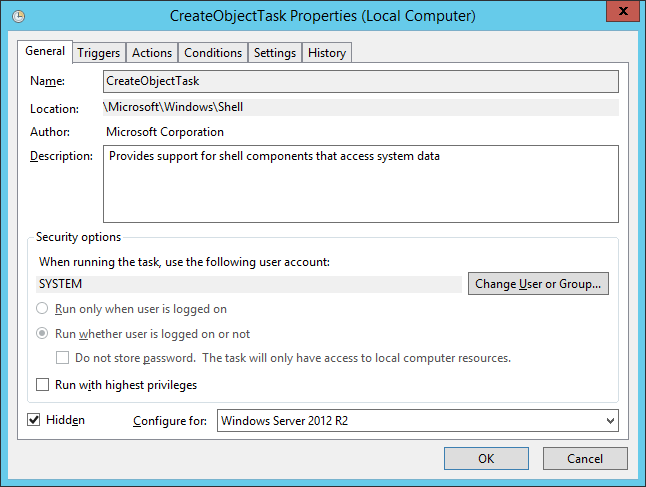 CreateObjectTask Properties (Local Computer)
x
General Triggers Actions Conditions Settings History
Name: CreateObjectTask
Location: \Microsoft\Windows\Shell
Author: Microsoft Corporation
Description: Provides support for shell components that access system data
Security options
When running the task, use the following user account:
SYSTEM Change User or Group...
Run only when user is logged on
Run whether user is logged on or not
Do not store password. The task will only have access to local computer resources.
Run with highest privileges
Hidden Configure for: Windows Server 2012 R2
OK Cancel